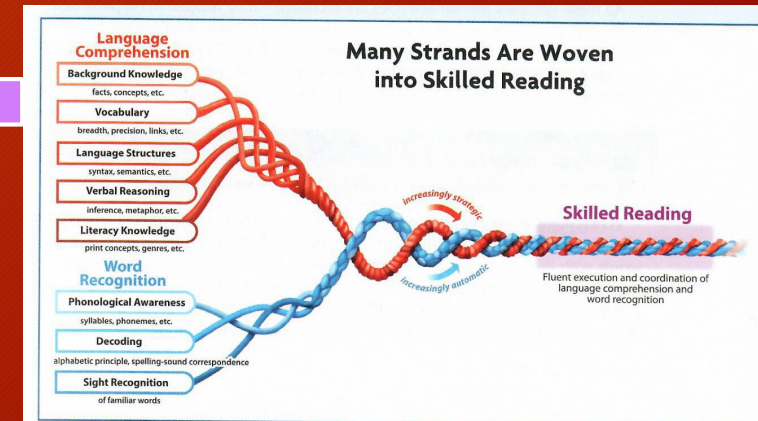 Many Strands Are Woven
into Skilled Reading
Language
Comprehension
Background Knowledge
facts, concepts, etc.
Vocabulary
breadth, precision, links, etc.
Language Structures
syntax, semantics, etc.
Verbal Reasoning
inference, metaphor, etc.
Literacy Knowledge
print concepts, genres, etc.
Word
Recognition
Phonological Awareness
syllables, phonemes, etc.
Decoding
alphabetic principle, spelling-sound correspondence
Sight Recognition
of familiar words
increasingly strategic
increasingly automatic
Skilled Reading
Fluent execution and coordination of
language comprehension and
word recognition